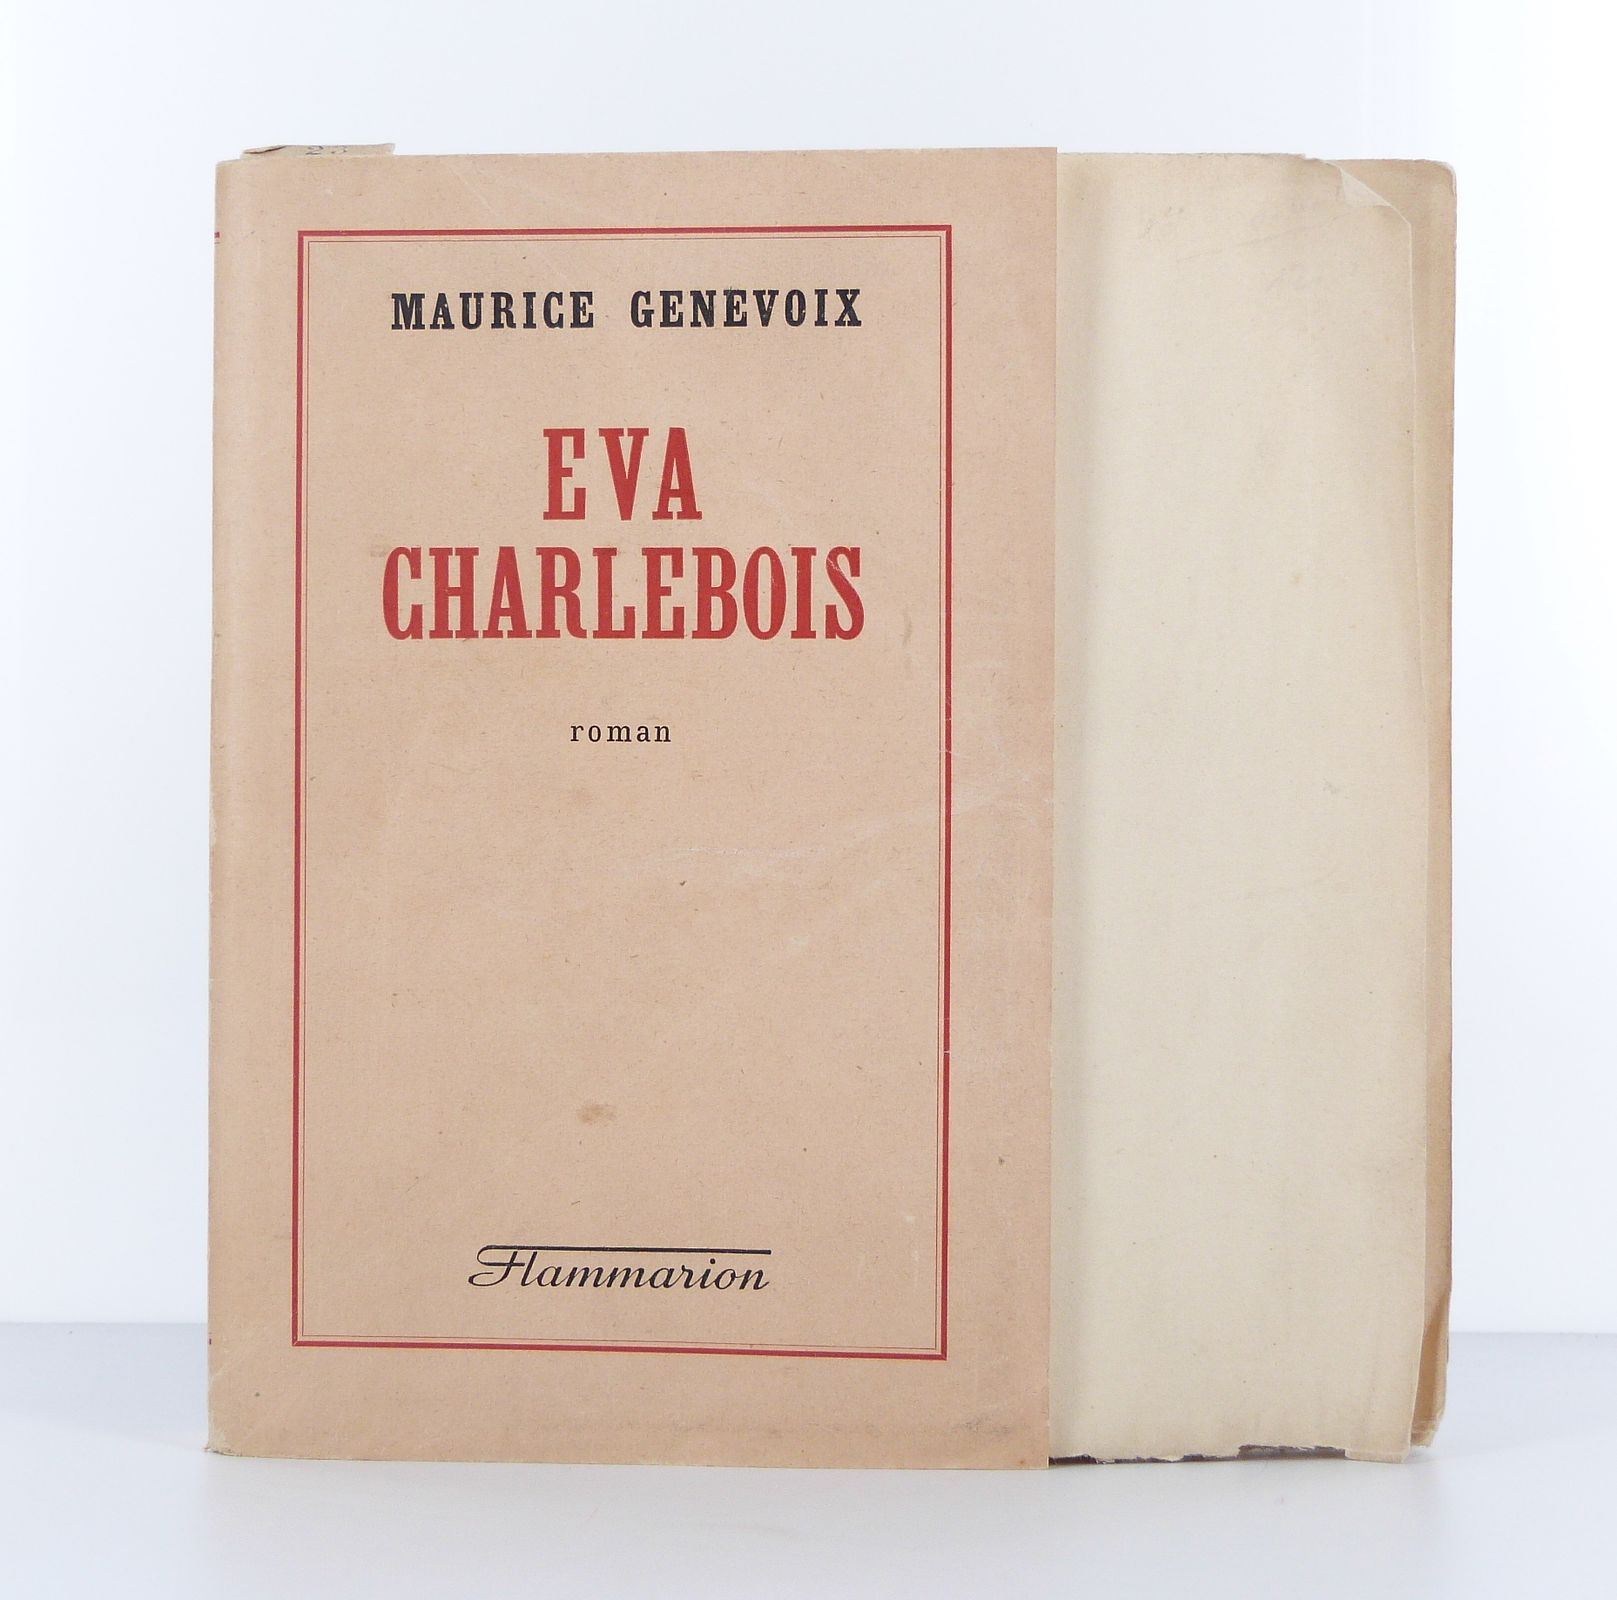 MAURICE GENEVOIX
EVA
CHARLEBOIS
roman
Flammarion